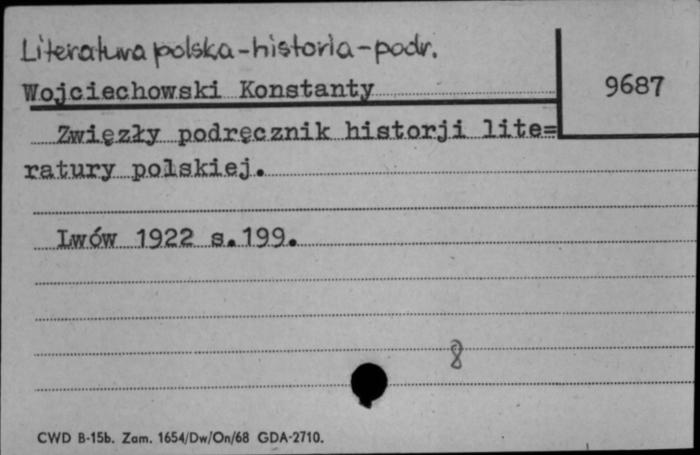 Literatura polska-historia-podr.
Wojciechowski Konstanty
9687
Zwięzły podręcznik historji lite=
ratury polskiej.
Lwów 1922 s.199.
8
CWD B-15b. Zam. 1654/Dw/On/68 GDA-2710.